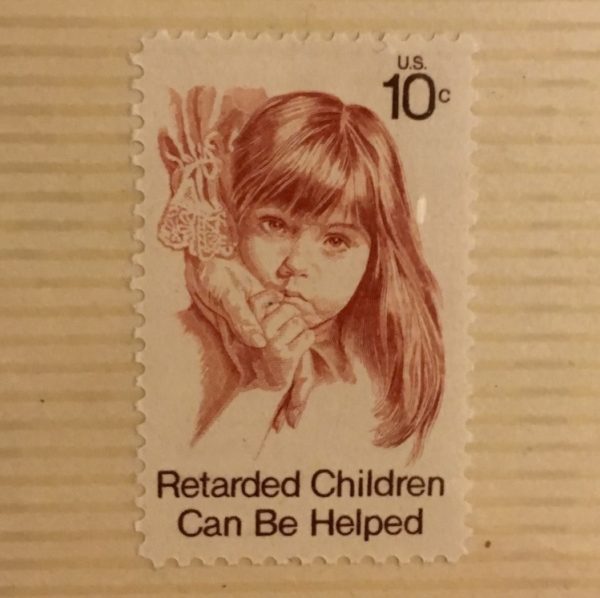 U.S.
10c
Retarded Children
Can Be Helped